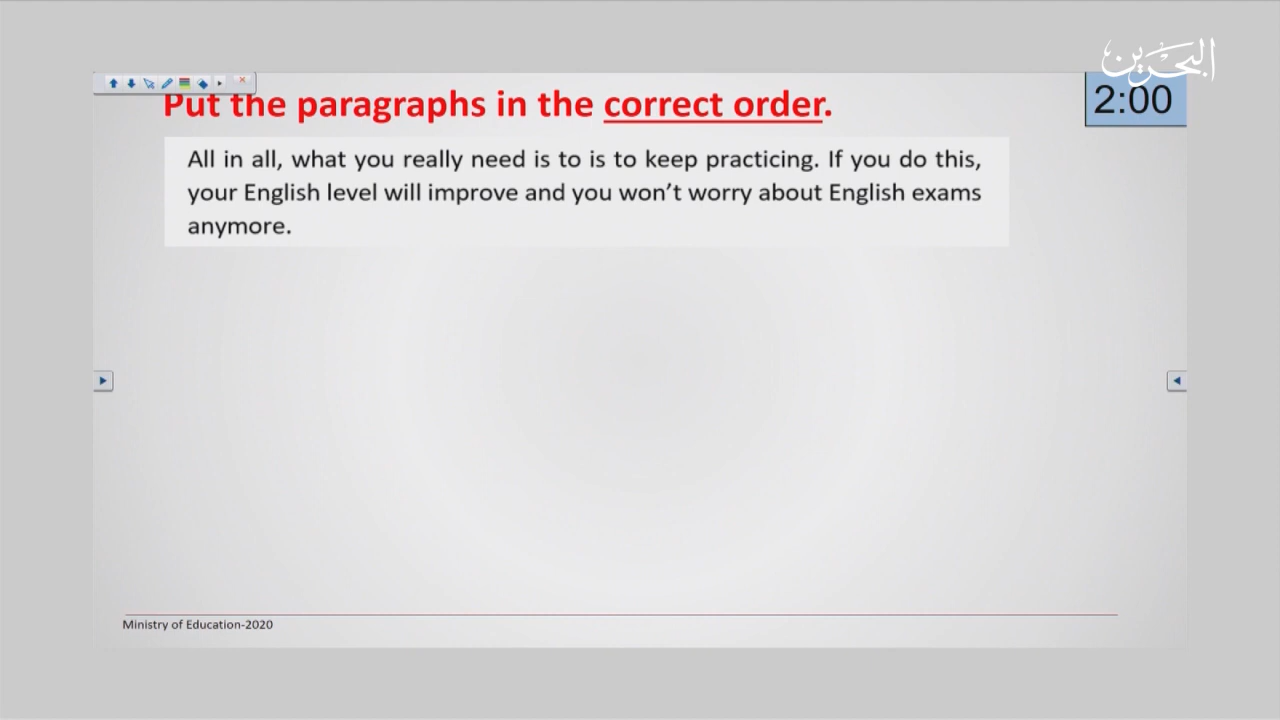 البحرين
Put the paragraphs in the correct order.
2:00
All in all, what you really need is to is to keep practicing. If you do this,
your English level will improve and you won't worry about English exams
anymore.
Ministry of Education-2020